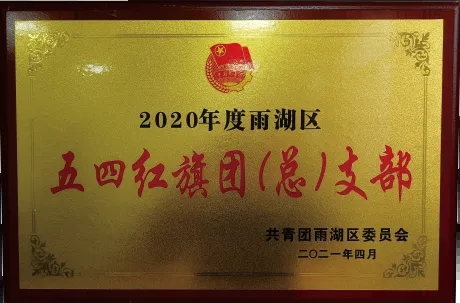 2020年度雨湖区
五四红旗团(总)支部
共青团雨湖区委员会
二〇二一年四月